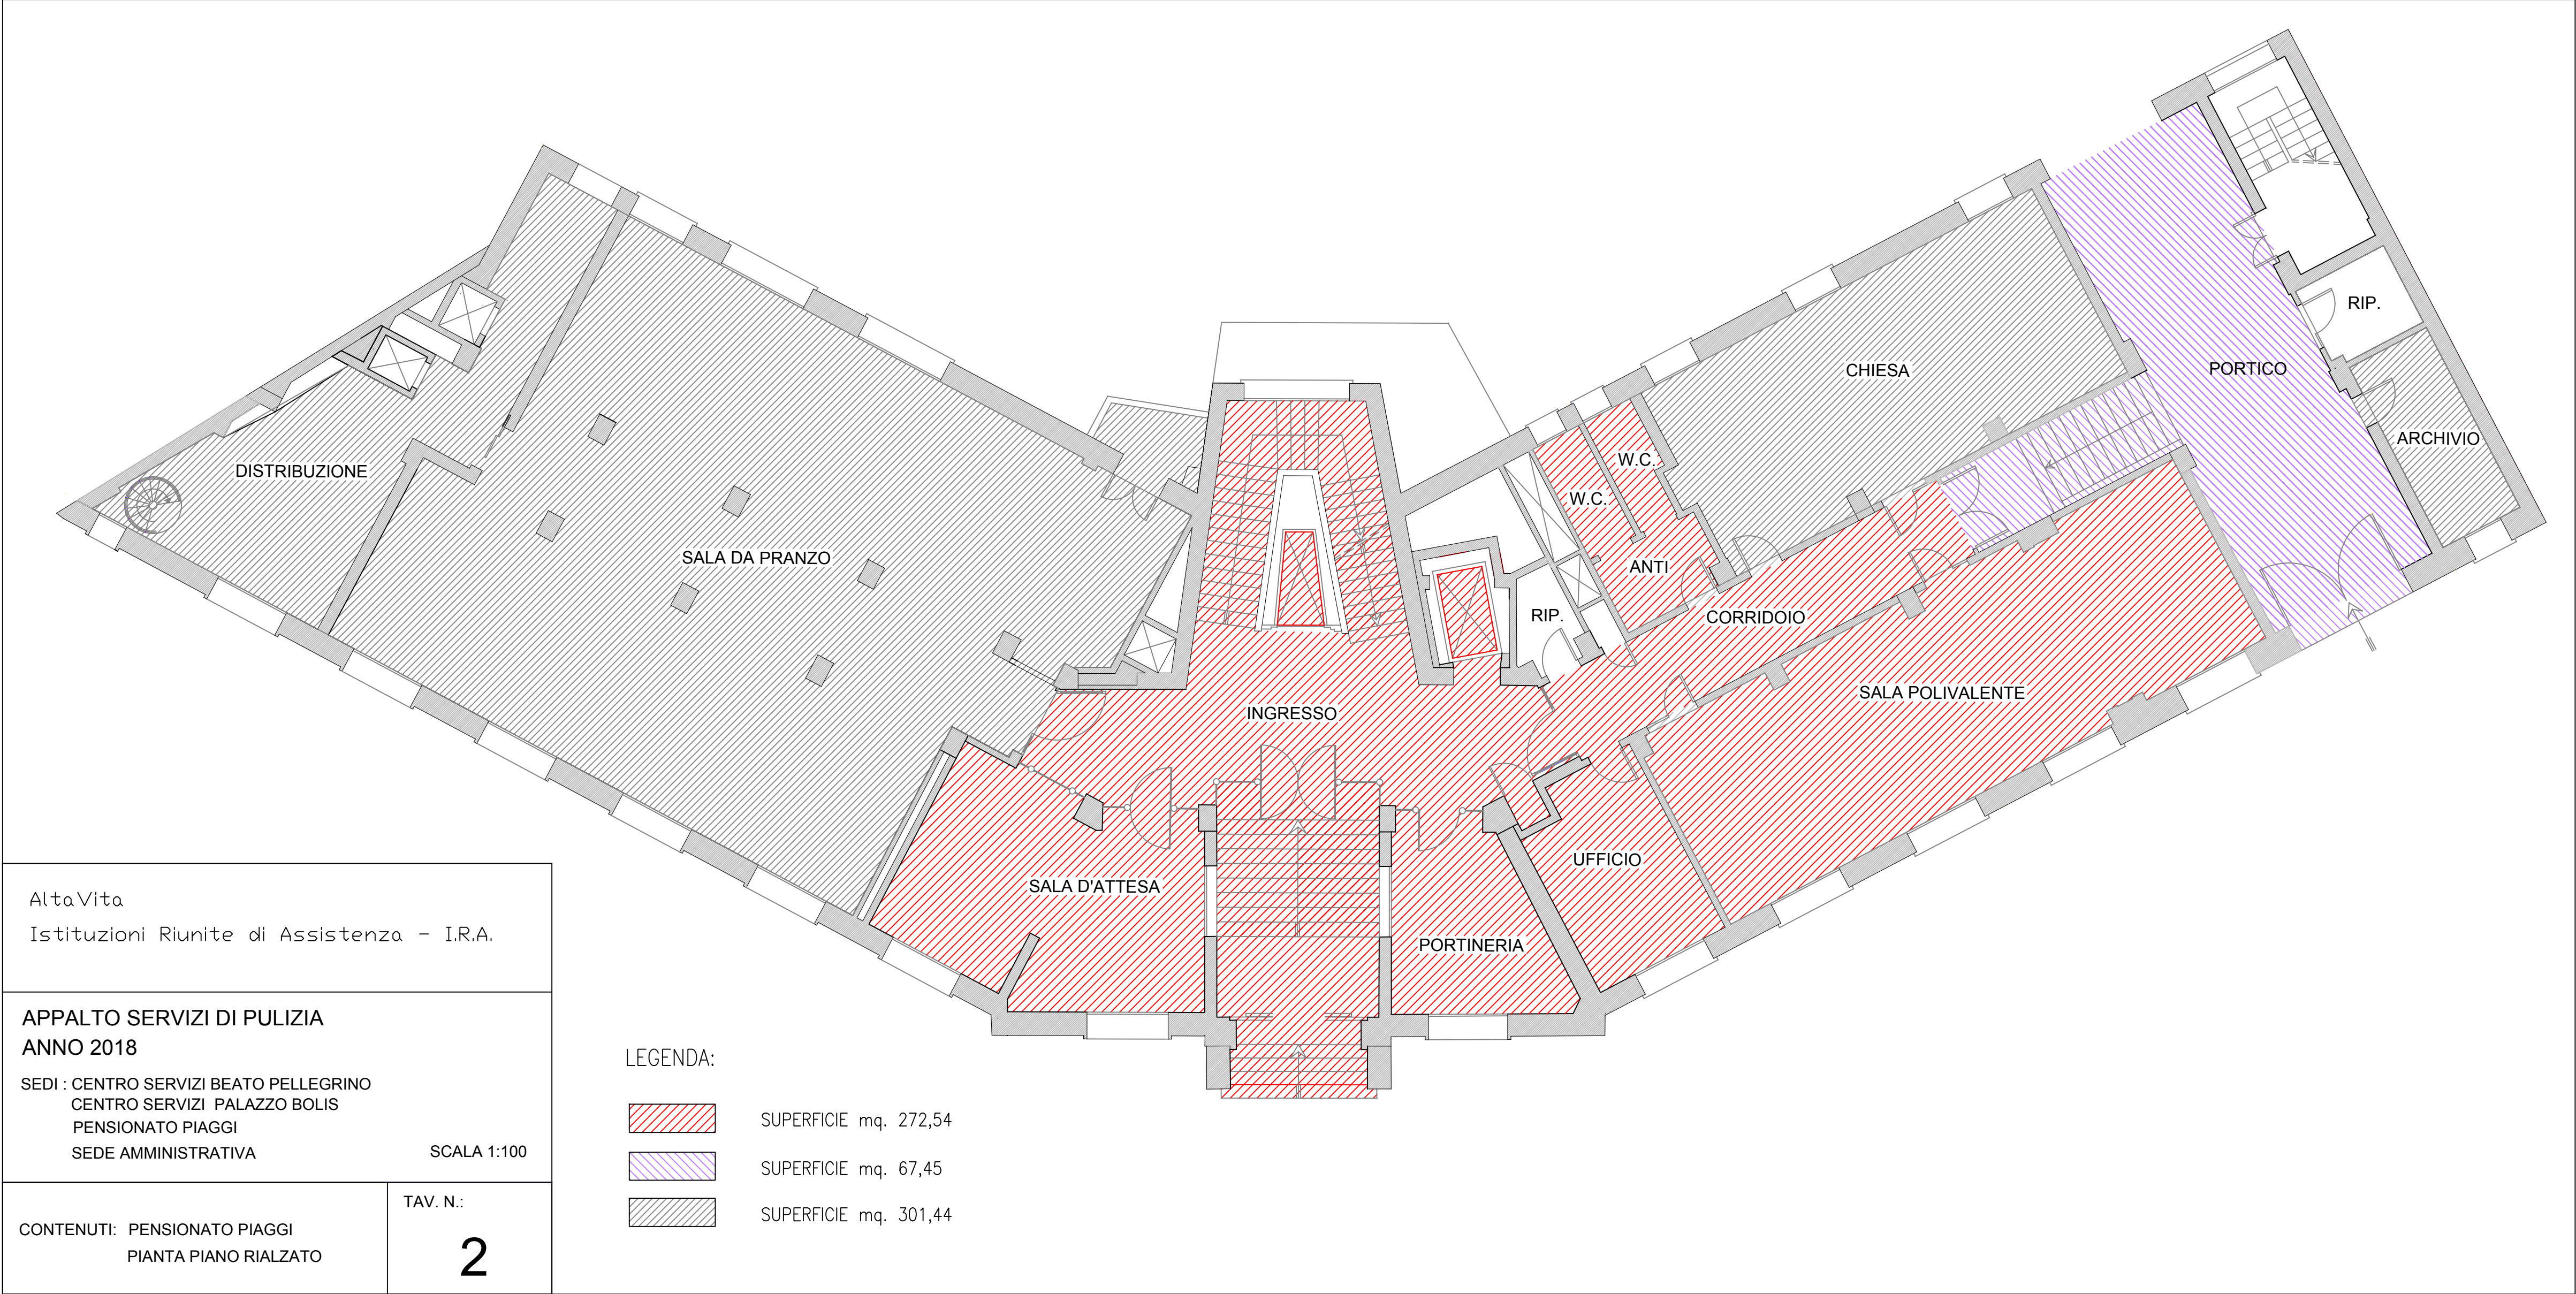 RIP.
CHIESA
PORTICO
ARCHIVIO
W.C.
DISTRIBUZIONE
W.C.
SALA DA PRANZO
ANTI
RIP.
CORRIDOIO
SALA POLIVALENTE
INGRESSO
UFFICIO
SALA D'ATTESA
PORTINERIA
AltaVita
Istituzioni Riunite di Assistenza - I.R.A.
APPALTO SERVIZI DI PULIZIA
ANNO 2018
SEDI : CENTRO SERVIZI BEATO PELLEGRINO
CENTRO SERVIZI PALAZZO BOLIS
PENSIONATO PIAGGI
SEDE AMMINISTRATIVA
SCALA 1:100
CONTENUTI: PENSIONATO PIAGGI
PIANTA PIANO RIALZATO
TAV. N.:
2
LEGENDA:
SUPERFICIE mq. 272,54
SUPERFICIE mq. 67,45
SUPERFICIE mq. 301,44